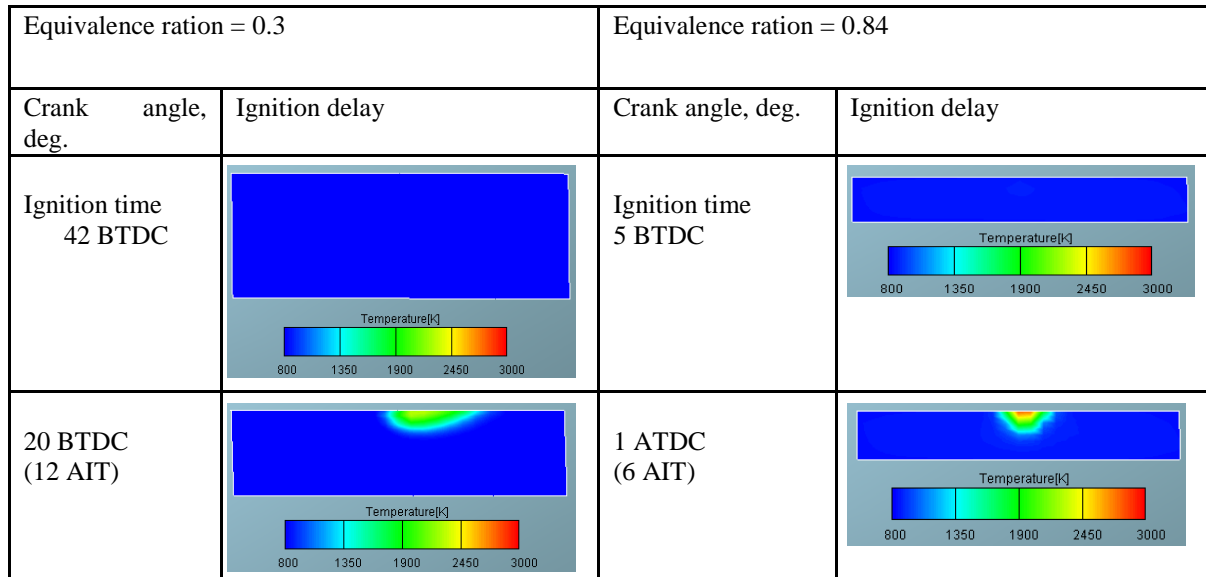 Equivalence ration = 0.3
Equivalence ration = 0.84
Crank angle, deg.
Ignition delay
Crank angle, deg.
Ignition delay
Ignition time
42 BTDC
Temperature[K]
800 1350 1900 2450 3000
Ignition time
5 BTDC
Temperature[K]
800 1350 1900 2450 3000
20 BTDC
(12 AIT)
Temperature[K]
800 1350 1900 2450 3000
1 ATDC
(6 AIT)
Temperature[K]
800 1350 1900 2450 3000